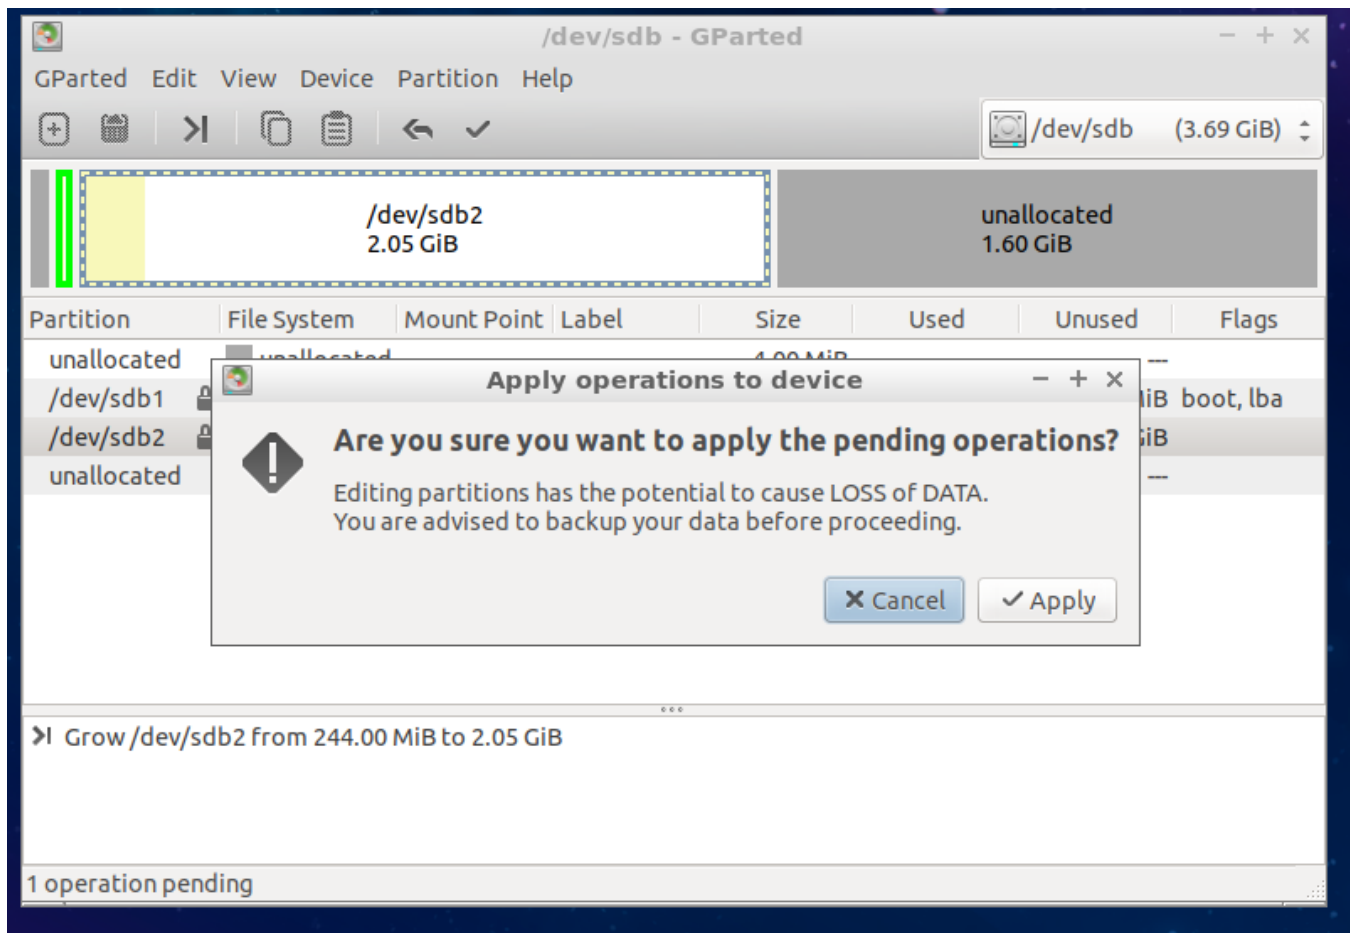 /dev/sdb - GParted
GParted Edit View Device Partition Help
/dev/sdb (3.69 GiB)
/dev/sdb2
2.05 GiB
unallocated
1.60 GiB
Partition File System Mount Point Label Size Used Unused Flags
unallocated unallocated 4.00 MiB ---
/dev/sdb1 iB boot, lba
/dev/sdb2 iB
unallocated ---
Apply operations to device
Are you sure you want to apply the pending operations?
Editing partitions has the potential to cause LOSS of DATA.
You are advised to backup your data before proceeding.
Cancel Apply
Grow /dev/sdb2 from 244.00 MiB to 2.05 GiB
1 operation pending